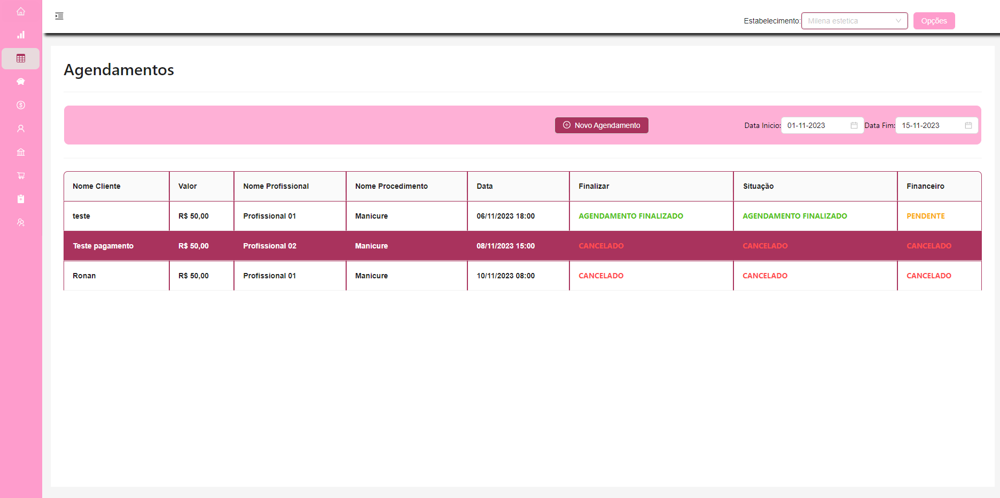 Estabelecimento: Milena estetica Opções
Agendamentos
Novo Agendamento Data Inicio: 01-11-2023 Data Fim: 15-11-2023
Nome Cliente Valor Nome Profissional Nome Procedimento Data Finalizar Situação Financeiro
teste R$ 50,00 Profissional 01 Manicure 06/11/2023 18:00 AGENDAMENTO FINALIZADO AGENDAMENTO FINALIZADO PENDENTE
Teste pagamento R$ 50,00 Profissional 02 Manicure 08/11/2023 15:00 CANCELADO CANCELADO CANCELADO
Ronan R$ 50,00 Profissional 01 Manicure 10/11/2023 08:00 CANCELADO CANCELADO CANCELADO